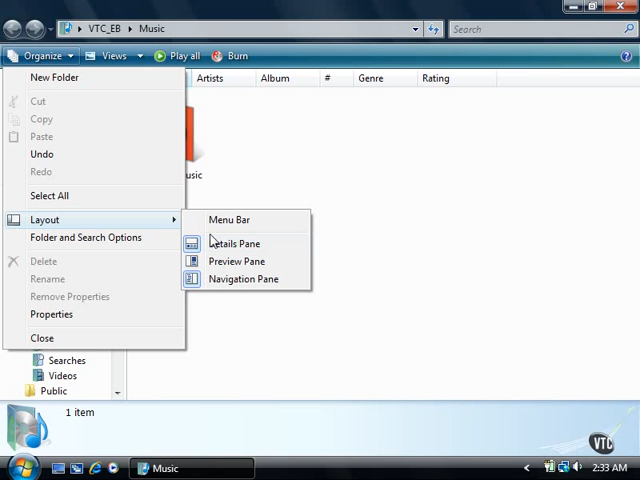 VTC_EB ▸ Music
Search
Organize
Views
Play all
Burn
Artists
Album
#
Genre
Rating
New Folder
Cut
Copy
Paste
Undo
Redo
Select All
Layout
Folder and Search Options
Delete
Rename
Remove Properties
Properties
Close
usic
Menu Bar
etails Pane
Preview Pane
Navigation Pane
Searches
Videos
Public
1 item
VTC
Music
2:33 AM